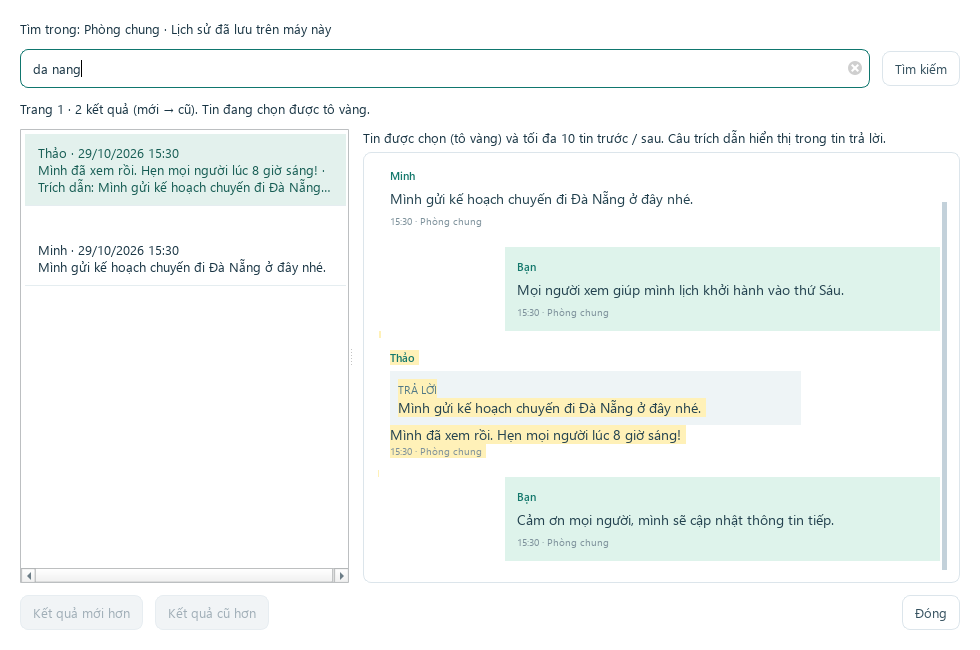 Tìm trong: Phòng chung · Lịch sử đã lưu trên máy này
da nang
Tìm kiếm
Trang 1 · 2 kết quả (mới → cũ). Tin đang chọn được tô vàng.
Thảo · 29/10/2026 15:30
Mình đã xem rồi. Hẹn mọi người lúc 8 giờ sáng! ·
Trích dẫn: Mình gửi kế hoạch chuyến đi Đà Nẵng...
Minh · 29/10/2026 15:30
Mình gửi kế hoạch chuyến đi Đà Nẵng ở đây nhé.
Tin được chọn (tô vàng) và tối đa 10 tin trước / sau. Câu trích dẫn hiển thị trong tin trả lời.
Minh
Mình gửi kế hoạch chuyến đi Đà Nẵng ở đây nhé.
15:30 · Phòng chung
Bạn
Mọi người xem giúp mình lịch khởi hành vào thứ Sáu.
15:30 · Phòng chung
Thảo
TRẢ LỜI
Mình gửi kế hoạch chuyến đi Đà Nẵng ở đây nhé.
Mình đã xem rồi. Hẹn mọi người lúc 8 giờ sáng!
15:30 · Phòng chung
Bạn
Cảm ơn mọi người, mình sẽ cập nhật thông tin tiếp.
15:30 · Phòng chung
Kết quả mới hơn
Kết quả cũ hơn
Đóng